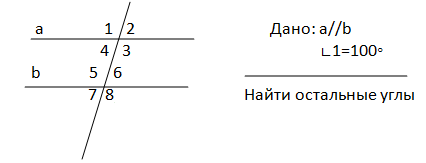 a 1 2
4 3
b 5 6
7 8
Дано: a//b
∟1=100°
Найти остальные углы